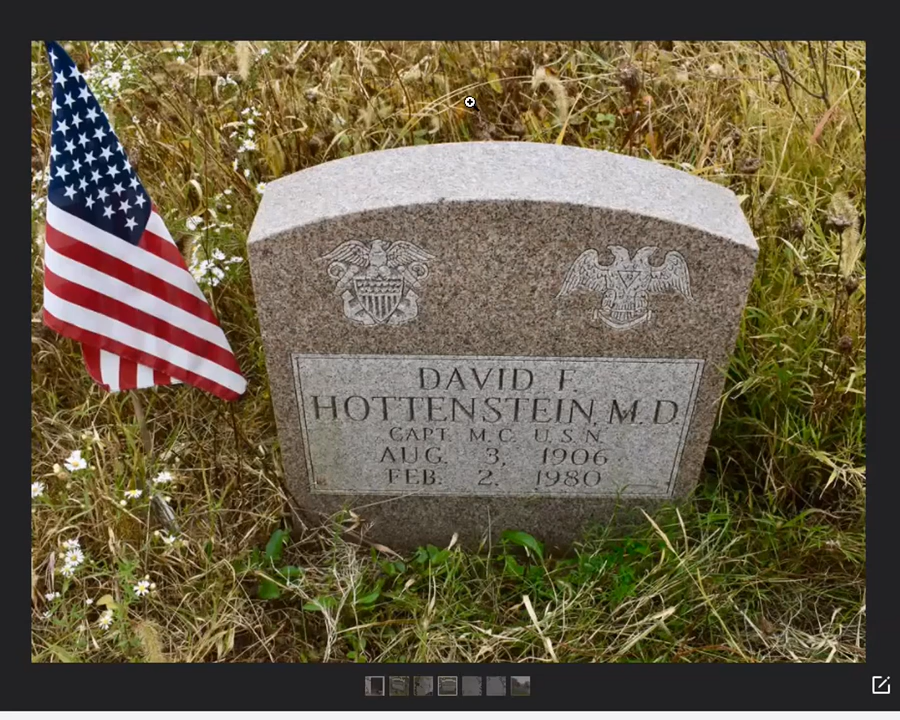 DAVID F.
HOTTENSTEIN, M.D.
CAPT. M.C. U.S.N.
AUG. 3, 1906
FEB. 2, 1980